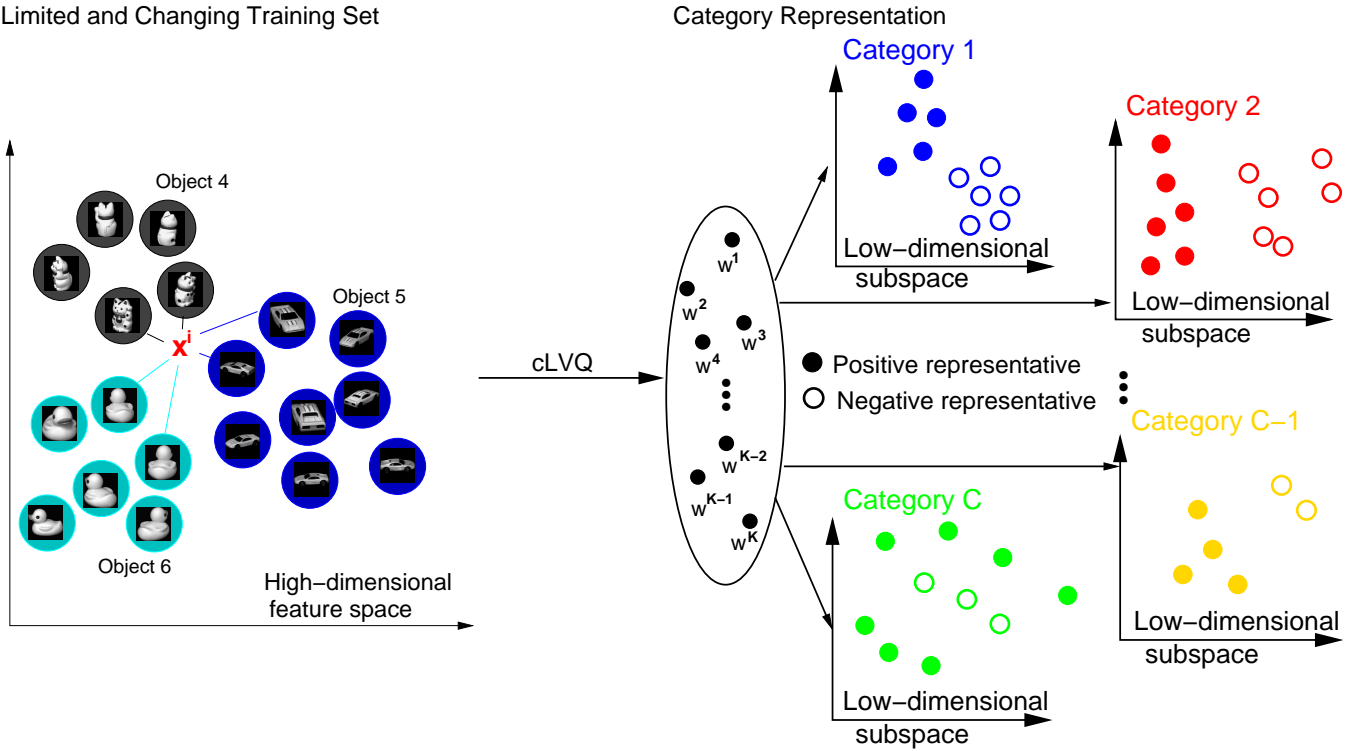 Limited and Changing Training Set
Category Representation
Object 4
Object 5
x^i
Object 6
High−dimensional
feature space
cLVQ
w^1
w^2
w^3
w^4
w^K−2
w^K−1
w^K
Category 1
Low−dimensional
subspace
Category 2
Low−dimensional
subspace
Positive representative
Negative representative
Category C−1
Low−dimensional
subspace
Category C
Low−dimensional
subspace